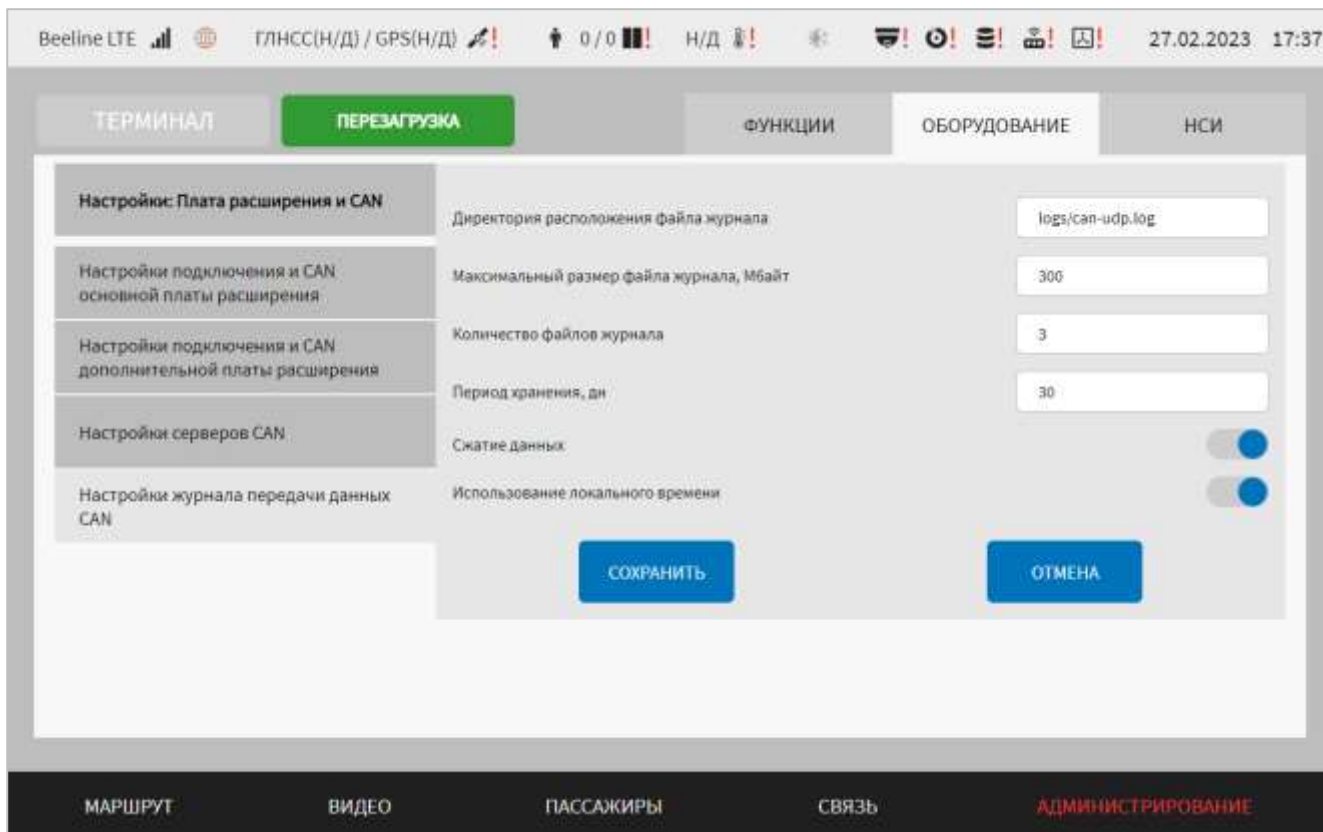 Beeline LTE ГЛНСС(Н/Д) / GPS(Н/Д) ! 0/0 ! Н/Д ! ! ! ! ! ! 27.02.2023 17:37
ТЕРМИНАЛ ПЕРЕЗАГРУЗКА ФУНКЦИИ ОБОРУДОВАНИЕ НСИ
Настройки: Плата расширения и CAN
Настройки подключения и CAN
основной платы расширения
Настройки подключения и CAN
дополнительной платы расширения
Настройки серверов CAN
Настройки журнала передачи данных
CAN
Директория расположения файла журнала logs/can-udp.log
Максимальный размер файла журнала, Мбайт 300
Количество файлов журнала 3
Период хранения, дн 30
Сжатие данных
Использование локального времени
СОХРАНИТЬ ОТМЕНА
МАРШРУТ ВИДЕО ПАССАЖИРЫ СВЯЗЬ АДМИНИСТРИРОВАНИЕ